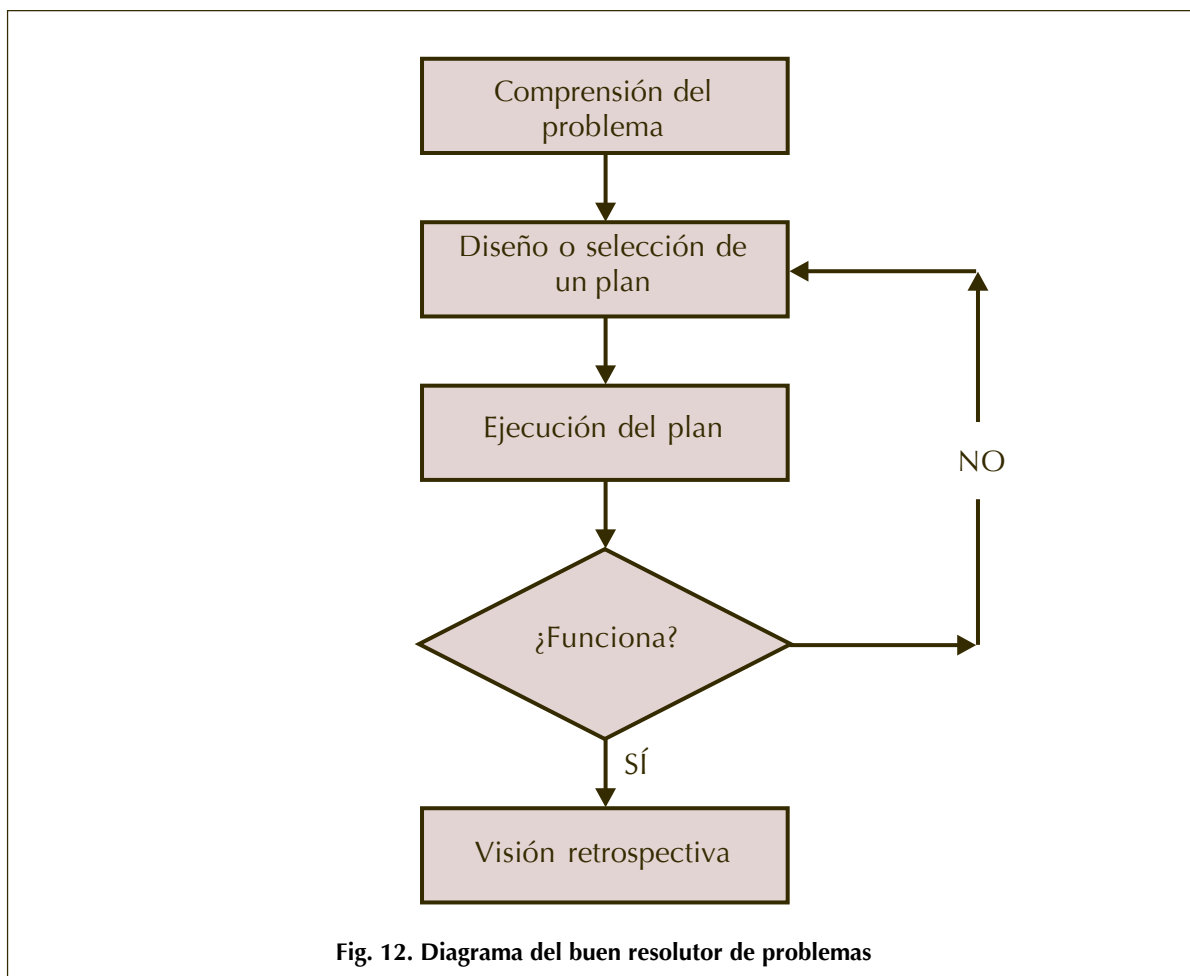 Comprensión del
problema
Diseño o selección de
un plan
Ejecución del plan
NO
¿Funciona?
SÍ
Visión retrospectiva
Fig. 12. Diagrama del buen resolutor de problemas